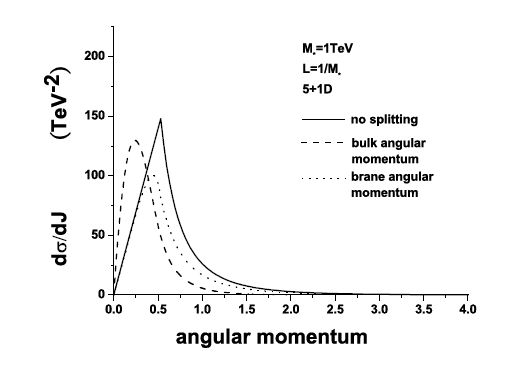 dσ/dJ (TeV⁻²)
200
150
100
50
0
M*=1TeV
L=1/M*
5+1D
no splitting
bulk angular
momentum
brane angular
momentum
0.0 0.5 1.0 1.5 2.0 2.5 3.0 3.5 4.0
angular momentum